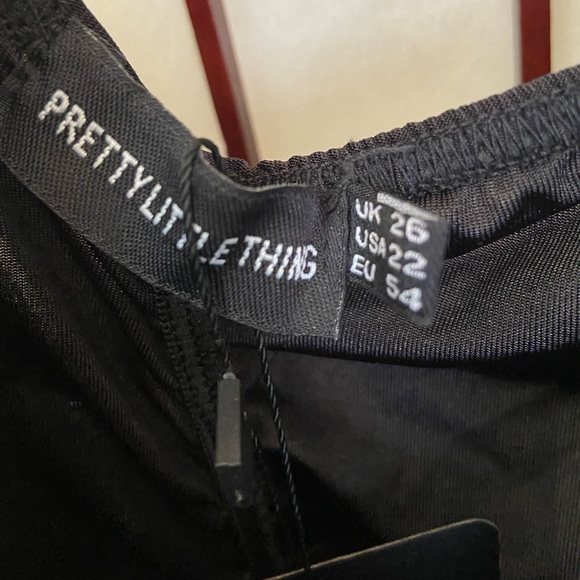 PRETTYLITTLETHING
UK 26
USA 22
EU 54